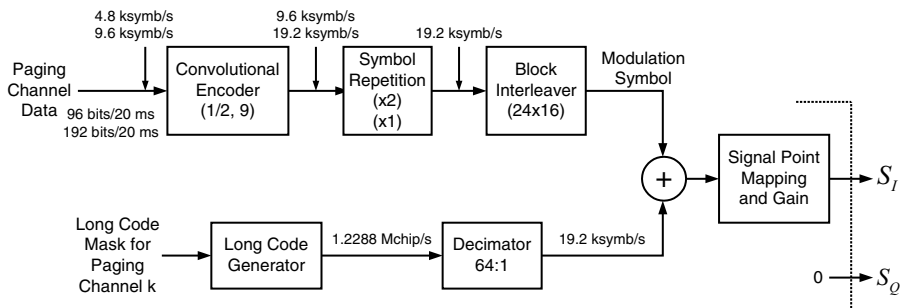 4.8 ksymb/s
9.6 ksymb/s
9.6 ksymb/s
19.2 ksymb/s
19.2 ksymb/s
Paging
Channel
Data
96 bits/20 ms
192 bits/20 ms
Convolutional
Encoder
(1/2, 9)
Symbol
Repetition
(x2)
(x1)
Block
Interleaver
(24x16)
Modulation
Symbol
+
Signal Point
Mapping
and Gain
S_I
Long Code
Mask for
Paging
Channel k
Long Code
Generator
1.2288 Mchip/s
Decimator
64:1
19.2 ksymb/s
0
S_Q